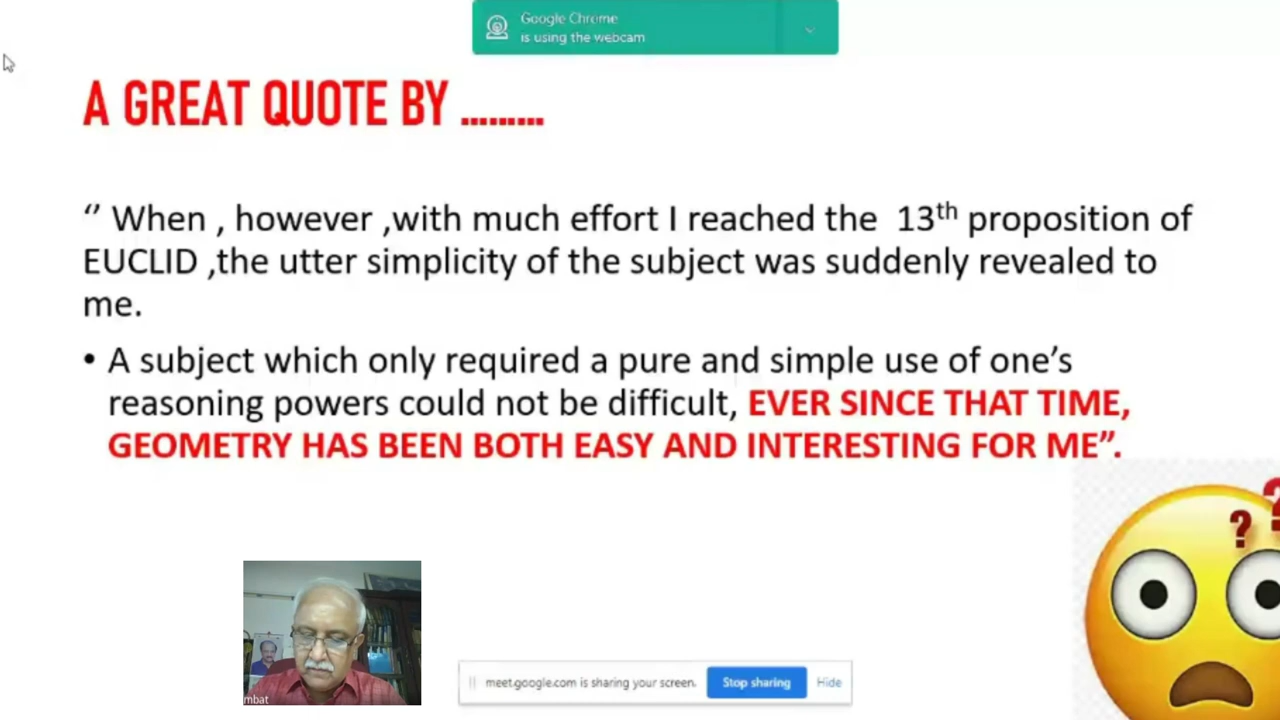 Google Chrome
is using the webcam
A GREAT QUOTE BY .........
“ When , however ,with much effort I reached the 13th proposition of
EUCLID ,the utter simplicity of the subject was suddenly revealed to
me.
• A subject which only required a pure and simple use of one’s
reasoning powers could not be difficult, EVER SINCE THAT TIME,
GEOMETRY HAS BEEN BOTH EASY AND INTERESTING FOR ME”.
? ?
mbat
meet.google.com is sharing your screen. Stop sharing Hide